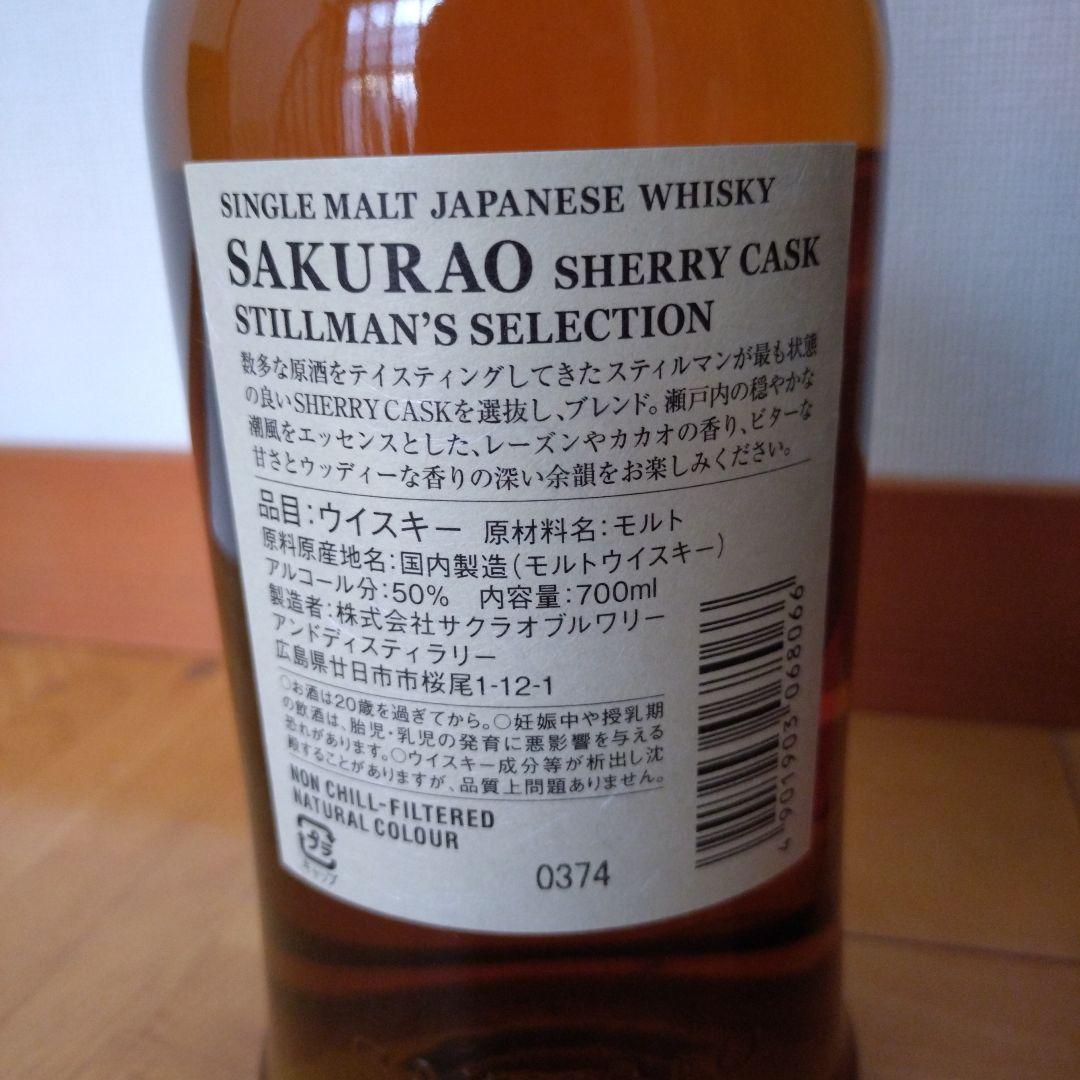 SINGLE MALT JAPANESE WHISKY
SAKURAO SHERRY CASK
STILLMAN'S SELECTION
数多な原酒をテイスティングしてきたスティルマンが最も状態
の良いSHERRY CASKを選抜し、ブレンド。瀬戸内の穏やかな
潮風をエッセンスとした、レーズンやカカオの香り、ビターな
甘さとウッディーな香りの深い余韻をお楽しみください。
品目:ウイスキー 原材料名:モルト
原料原産地名:国内製造(モルトウイスキー)
アルコール分:50% 内容量:700ml
製造者:株式会社サクラオブルワリー
アンドディスティラリー
広島県廿日市市桜尾1-12-1
○お酒は20歳を過ぎてから。○妊娠中や授乳期
の飲酒は、胎児・乳児の発育に悪影響を与える
恐れがあります。○ウイスキー成分等が析出し沈
殿することがありますが、品質上問題ありません。
NON CHILL-FILTERED
NATURAL COLOUR
プラ
キャップ
0374
4901903068066